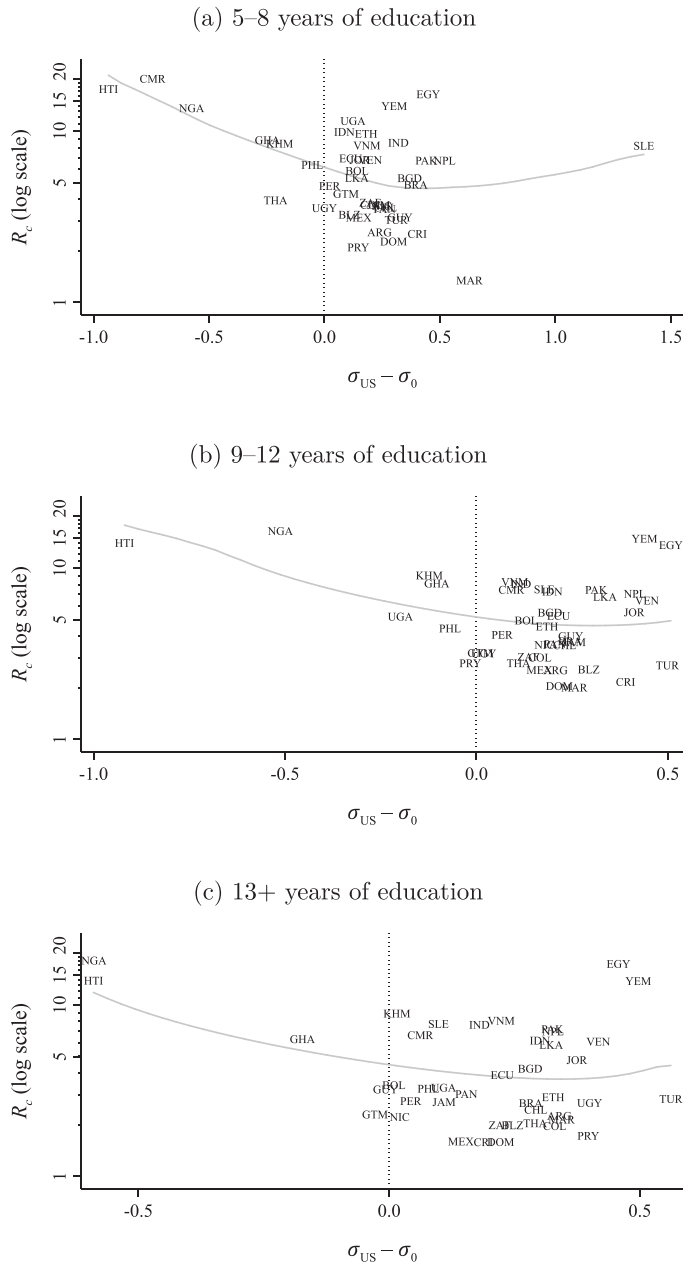 (a) 5–8 years of education
R_c (log scale)
20
15
10
5
1
CMR
HTI
NGA
EGY
YEM
UGA
IDN
ETH
GHA
KHM
VNM
IND
SLE
PHL
PAK
NPL
BOL
LKA
BGD
PER
BRA
GTM
THA
UGY
BLZ
MEX
GUY
TUR
ARG
CRI
DOM
PRY
MAR
-1.0 -0.5 0.0 0.5 1.0 1.5
σ_US − σ_0
(b) 9–12 years of education
R_c (log scale)
20
15
10
5
1
NGA
HTI
YEM
EGY
KHM
GHA
VNM
IND
CMR
SLE
IDN
PAK
LKA
NPL
VEN
UGA
BGD
ECU
JOR
BOL
PHL
ETH
PER
GUY
PRY
THA
ZAF
COL
MEX
ARG
BLZ
TUR
DOM
MAR
CRI
-1.0 -0.5 0.0 0.5
σ_US − σ_0
(c) 13+ years of education
R_c (log scale)
20
15
10
5
1
NGA
HTI
EGY
YEM
KHM
SLE
IND
VNM
CMR
GHA
PAK
NPL
IDN
LKA
VEN
JOR
ECU
BGD
BOL
GUY
PHL
UGA
PAN
PER
JAM
ETH
TUR
BRA
UGY
CHL
GTM
NIC
ARG
MAR
ZAF
BLZ
THA
COL
PRY
MEX
CRI
DOM
-0.5 0.0 0.5
σ_US − σ_0